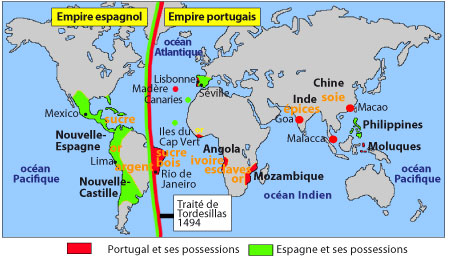 Empire espagnol
Empire portugais
océan
Atlantique
Lisbonne
Madère
Canaries
Séville
Chine
Inde
soie
épices
Mexico
sucre
Goa
Macao
Philippines
Iles du
Cap Vert
Nouvelle-
Espagne
Malacca
Moluques
or
Lima
argent
sucre
bois
Angola
ivoire
esclaves
or
Rio de
Janeiro
Mozambique
océan
Pacifique
Nouvelle-
Castille
océan Indien
océan
Pacifique
Traité de
Tordesillas
1494
Portugal et ses possessions
Espagne et ses possessions